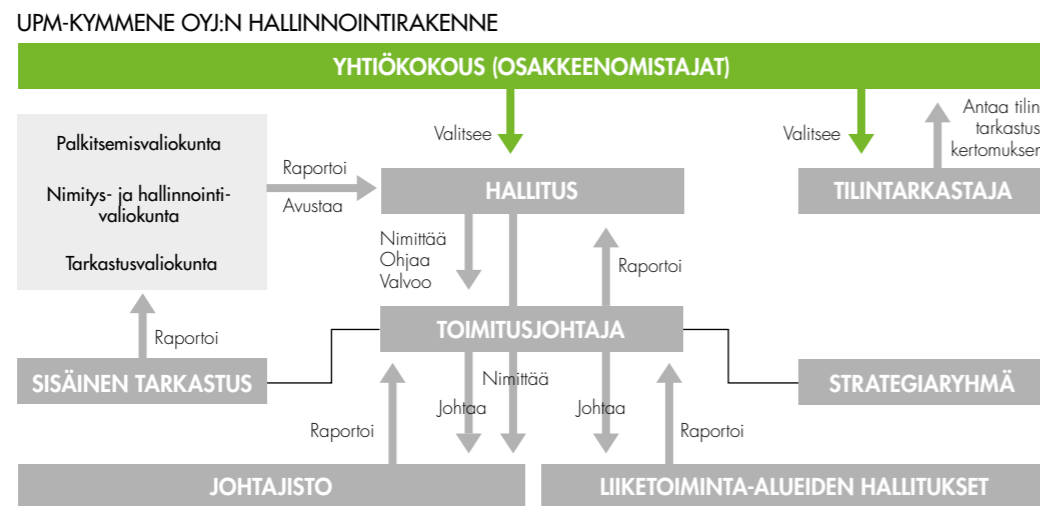 UPM-KYMMENE OYJ:N HALLINNOINTIRAKENNE
YHTIÖKOKOUS (OSAKKEENOMISTAJAT)
Valitsee
Valitsee
Antaa tilin
tarkastus
kertomuksen
Palkitsemisvaliokunta
Nimitys- ja hallinnointi-
valiokunta
Tarkastusvaliokunta
Raportoi
Avustaa
HALLITUS
TILINTARKASTAJA
Nimittää
Ohjaa
Valvoo
Raportoi
Raportoi
TOIMITUSJOHTAJA
SISÄINEN TARKASTUS
STRATEGIARYHMÄ
Nimittää
Johtaa
Johtaa
Raportoi
Raportoi
JOHTAJISTO
LIIKETOIMINTA-ALUEIDEN HALLITUKSET